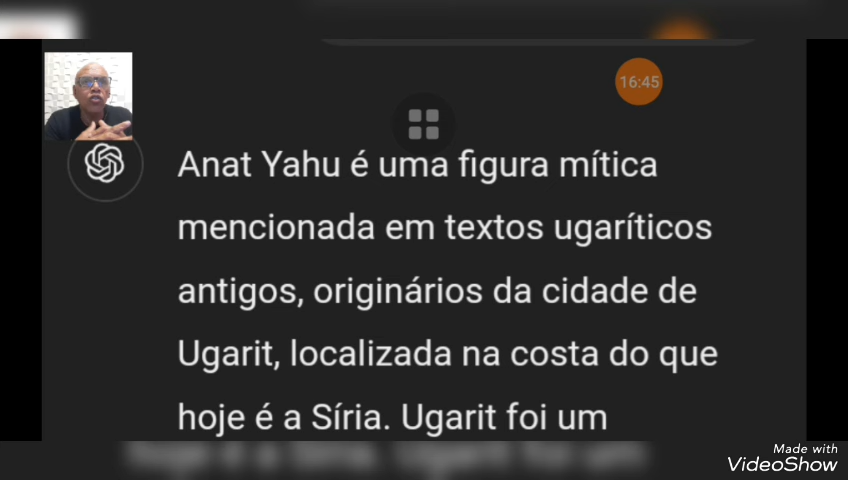 16:45
Anat Yahu é uma figura mítica
mencionada em textos ugaríticos
antigos, originários da cidade de
Ugarit, localizada na costa do que
hoje é a Síria. Ugarit foi um
Made with
VideoShow